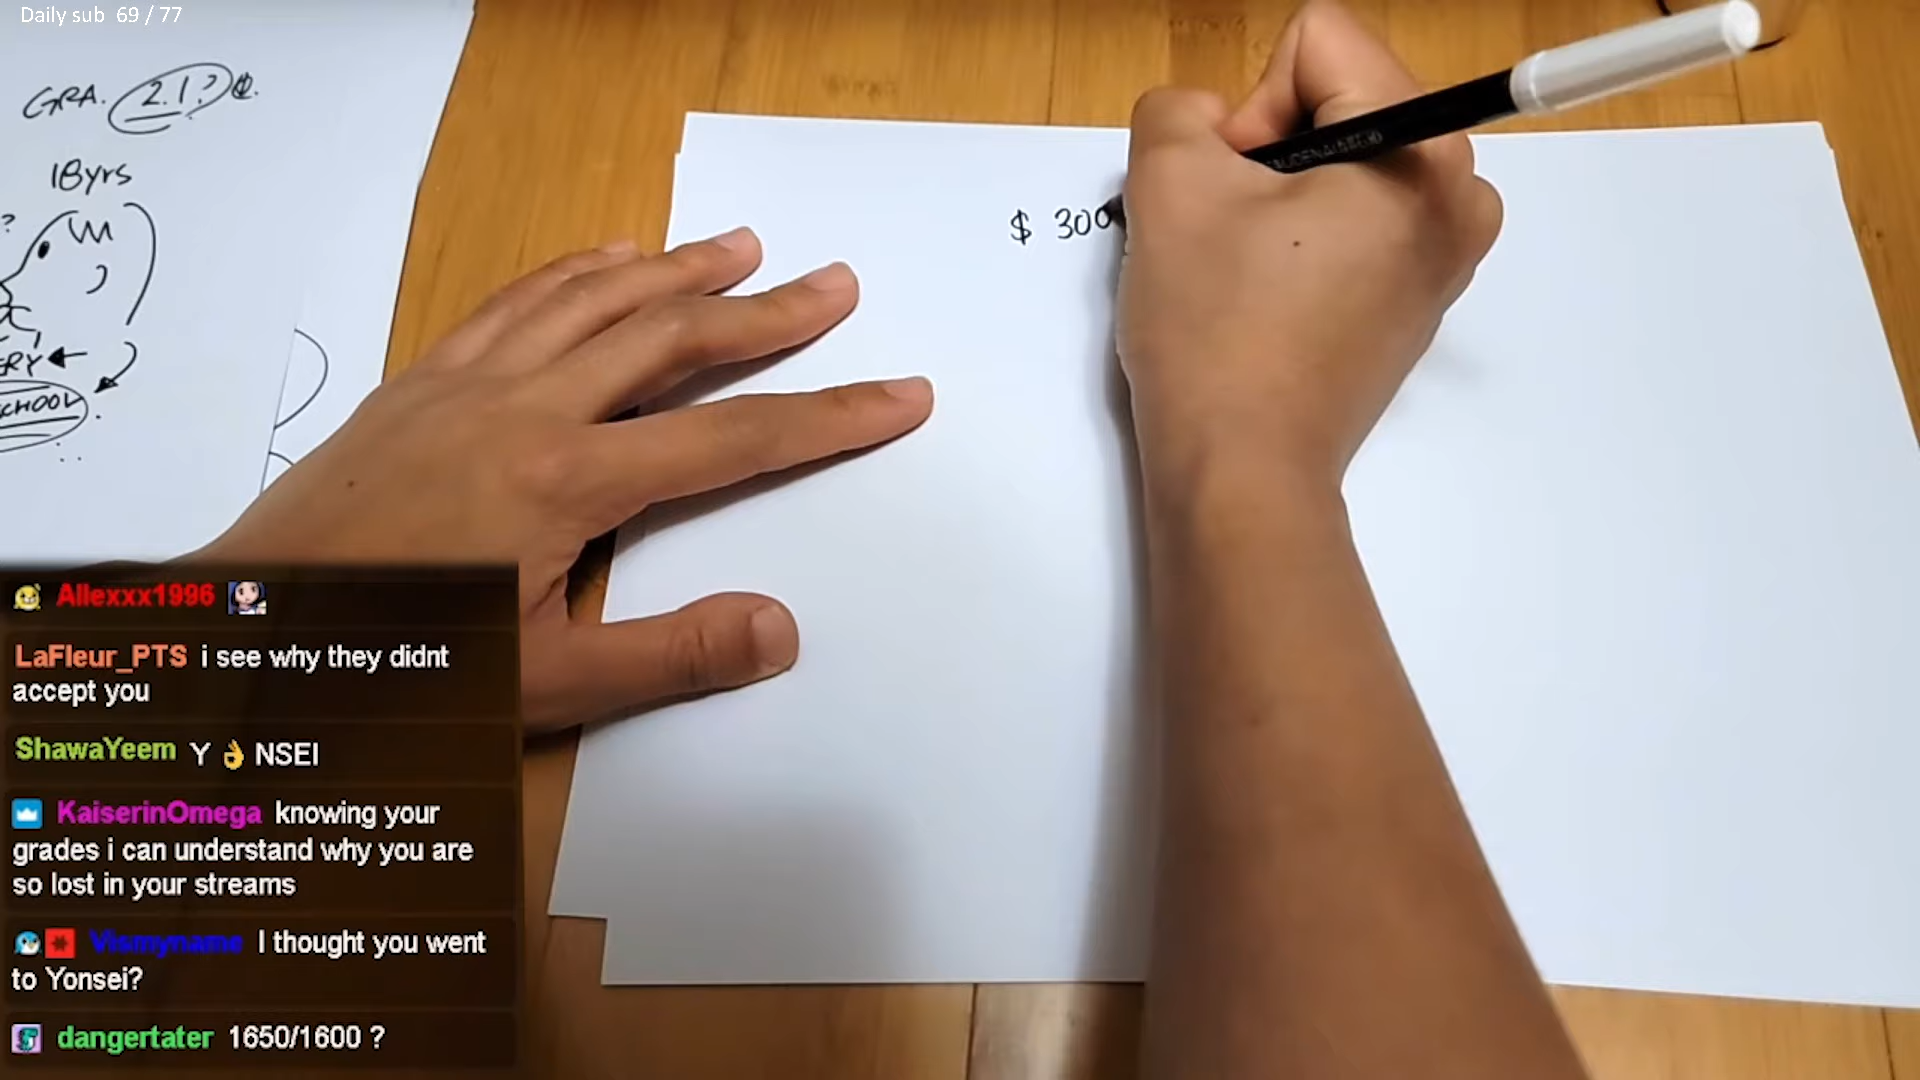 Daily sub 69 / 77
GRA. 2.1?
18yrs
?
ERY
SCHOOL
$ 300
Allexxx1996
LaFleur_PTS i see why they didnt
accept you
ShawaYeem Y 👌 NSEI
KaiserinOmega knowing your
grades i can understand why you are
so lost in your streams
Vismyname I thought you went
to Yonsei?
dangertater 1650/1600 ?